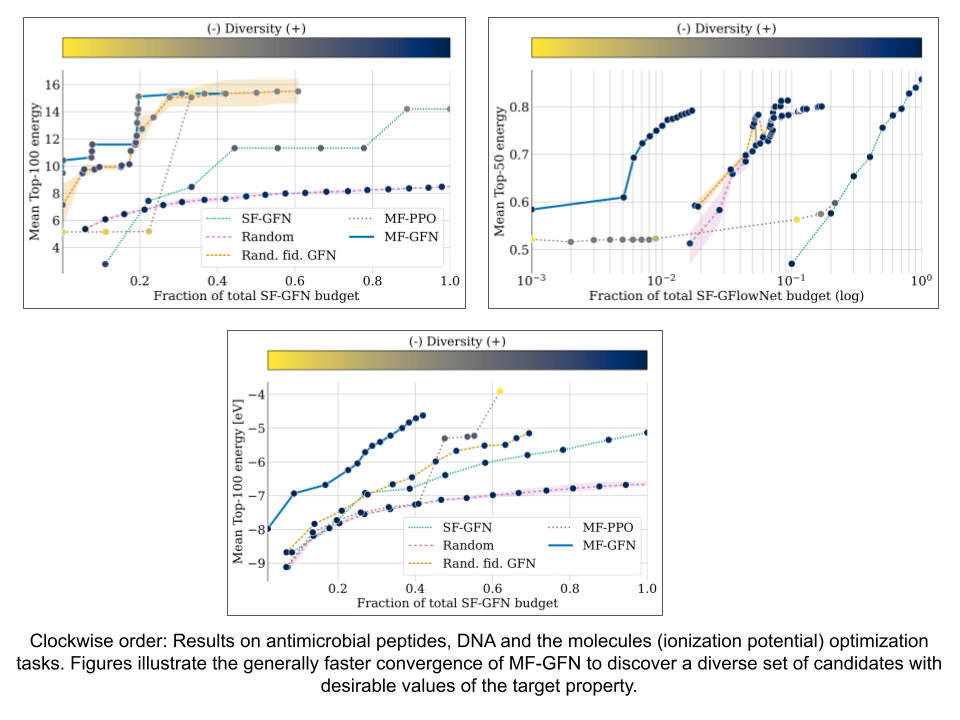 (-) Diversity (+)
16
14
12
10
8
6
4
Mean Top-100 energy
0.2
0.4
0.6
0.8
1.0
Fraction of total SF-GFN budget
SF-GFN
Random
Rand. fid. GFN
MF-PPO
MF-GFN
(-) Diversity (+)
0.8
0.7
0.6
0.5
Mean Top-50 energy
10⁻³
10⁻²
10⁻¹
10⁰
Fraction of total SF-GFlowNet budget (log)
(-) Diversity (+)
−4
−5
−6
−7
−8
−9
Mean Top-100 energy [eV]
0.2
0.4
0.6
0.8
1.0
Fraction of total SF-GFN budget
SF-GFN
Random
Rand. fid. GFN
MF-PPO
MF-GFN
Clockwise order: Results on antimicrobial peptides, DNA and the molecules (ionization potential) optimization
tasks. Figures illustrate the generally faster convergence of MF-GFN to discover a diverse set of candidates with
desirable values of the target property.